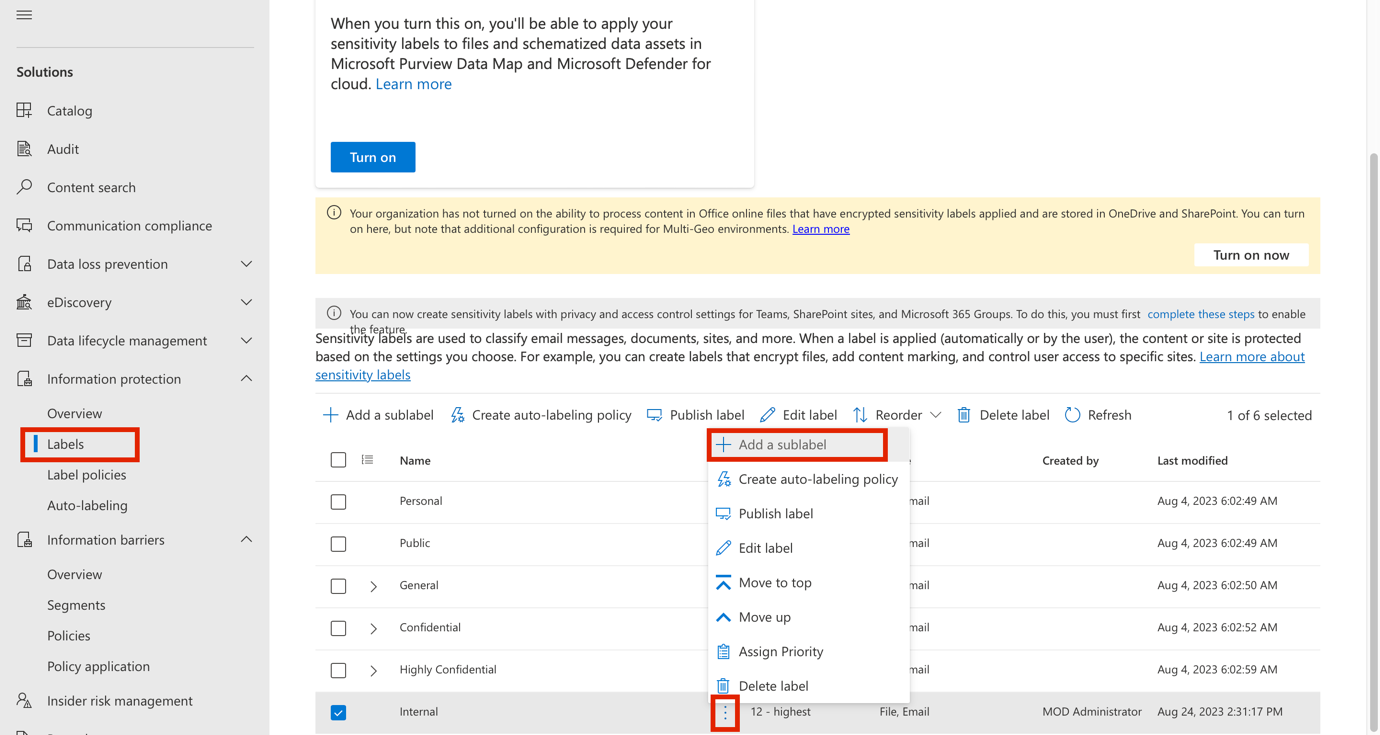 Solutions
Catalog
Audit
Content search
Communication compliance
Data loss prevention
eDiscovery
Data lifecycle management
Information protection
Overview
Labels
Label policies
Auto-labeling
Information barriers
Overview
Segments
Policies
Policy application
Insider risk management
When you turn this on, you'll be able to apply your
sensitivity labels to files and schematized data assets in
Microsoft Purview Data Map and Microsoft Defender for
cloud. Learn more
Turn on
Your organization has not turned on the ability to process content in Office online files that have encrypted sensitivity labels applied and are stored in OneDrive and SharePoint. You can turn
on here, but note that additional configuration is required for Multi-Geo environments. Learn more
Turn on now
You can now create sensitivity labels with privacy and access control settings for Teams, SharePoint sites, and Microsoft 365 Groups. To do this, you must first complete these steps to enable
the feature.
Sensitivity labels are used to classify email messages, documents, sites, and more. When a label is applied (automatically or by the user), the content or site is protected
based on the settings you choose. For example, you can create labels that encrypt files, add content marking, and control user access to specific sites. Learn more about
sensitivity labels
Add a sublabel Create auto-labeling policy Publish label Edit label Reorder Delete label Refresh 1 of 6 selected
Name Created by Last modified
Personal mail Aug 4, 2023 6:02:49 AM
Public mail Aug 4, 2023 6:02:49 AM
General mail Aug 4, 2023 6:02:50 AM
Confidential mail Aug 4, 2023 6:02:52 AM
Highly Confidential mail Aug 4, 2023 6:02:59 AM
Internal 12 - highest File, Email MOD Administrator Aug 24, 2023 2:31:17 PM
Add a sublabel
Create auto-labeling policy
Publish label
Edit label
Move to top
Move up
Assign Priority
Delete label